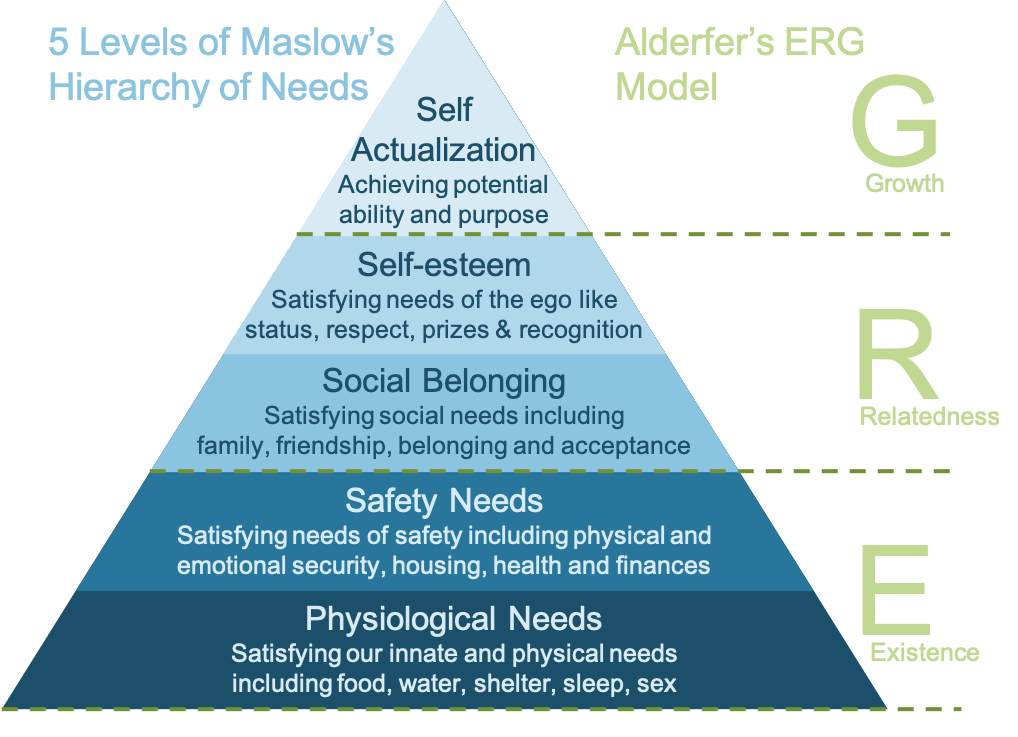 5 Levels of Maslow's
Hierarchy of Needs
Alderfer's ERG
Model
Self
Actualization
Achieving potential
ability and purpose
G
Growth
Self-esteem
Satisfying needs of the ego like
status, respect, prizes & recognition
Social Belonging
Satisfying social needs including
family, friendship, belonging and acceptance
R
Relatedness
Safety Needs
Satisfying needs of safety including physical and
emotional security, housing, health and finances
Physiological Needs
Satisfying our innate and physical needs
including food, water, shelter, sleep, sex
E
Existence